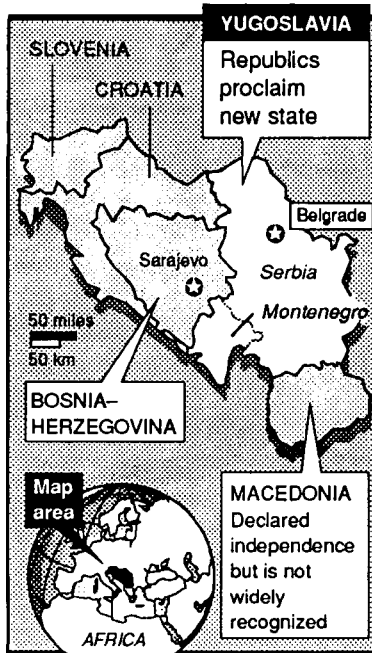 YUGOSLAVIA
Republics
proclaim
new state
SLOVENIA
CROATIA
Belgrade
Sarajevo
Serbia
Montenegro
50 miles
50 km
BOSNIA–
HERZEGOVINA
MACEDONIA
Declared
independence
but is not
widely
recognized
Map
area
AFRICA